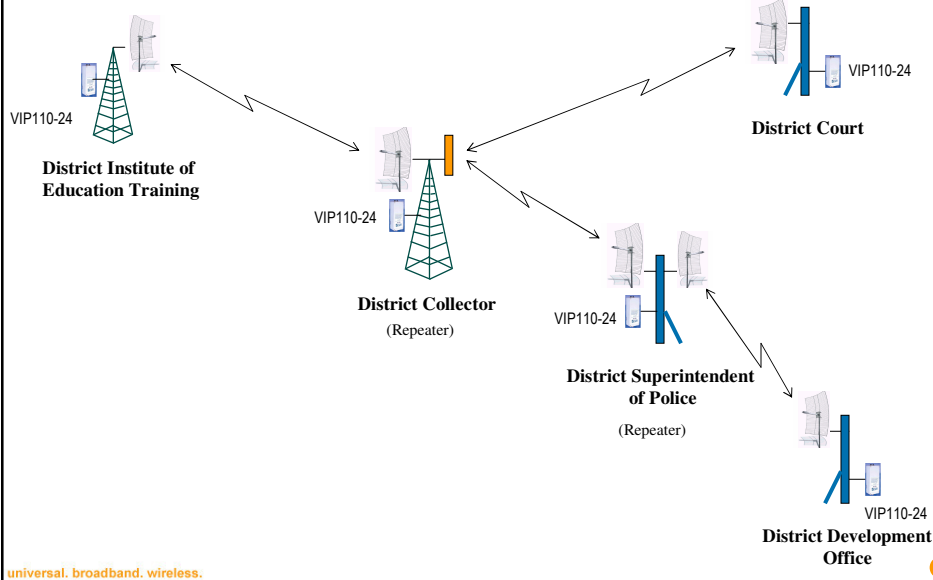 VIP110-24
District Institute of
Education Training
VIP110-24
District Court
VIP110-24
District Collector
(Repeater)
VIP110-24
District Superintendent
of Police
(Repeater)
VIP110-24
District Development
Office
universal. broadband. wireless.